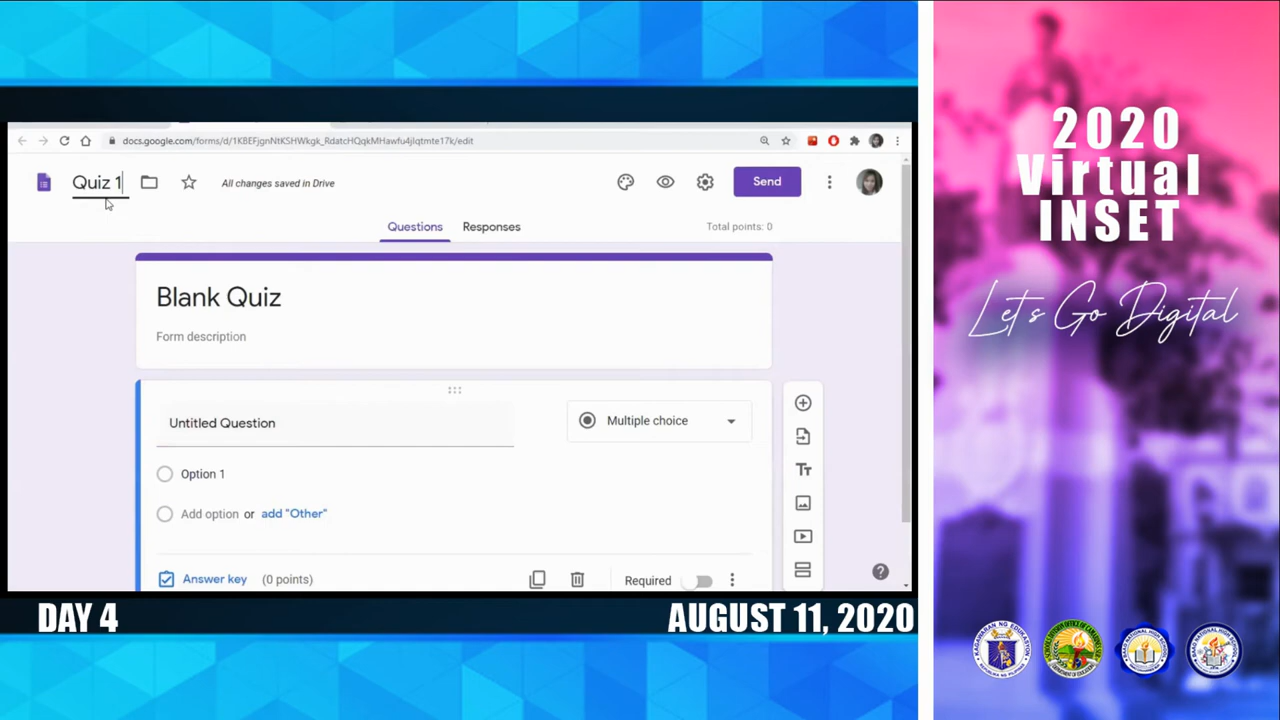 docs.google.com/forms/d/1KBEFjgnNtKSHWkgk_RdatcHQqkMHawfu4jlqtmte17k/edit
Quiz 1
All changes saved in Drive
Send
Questions
Responses
Total points: 0
Blank Quiz
Form description
Untitled Question
Multiple choice
Option 1
Add option or add "Other"
Answer key (0 points)
Required
DAY 4
AUGUST 11, 2020
2020
Virtual
INSET
Let's Go Digital